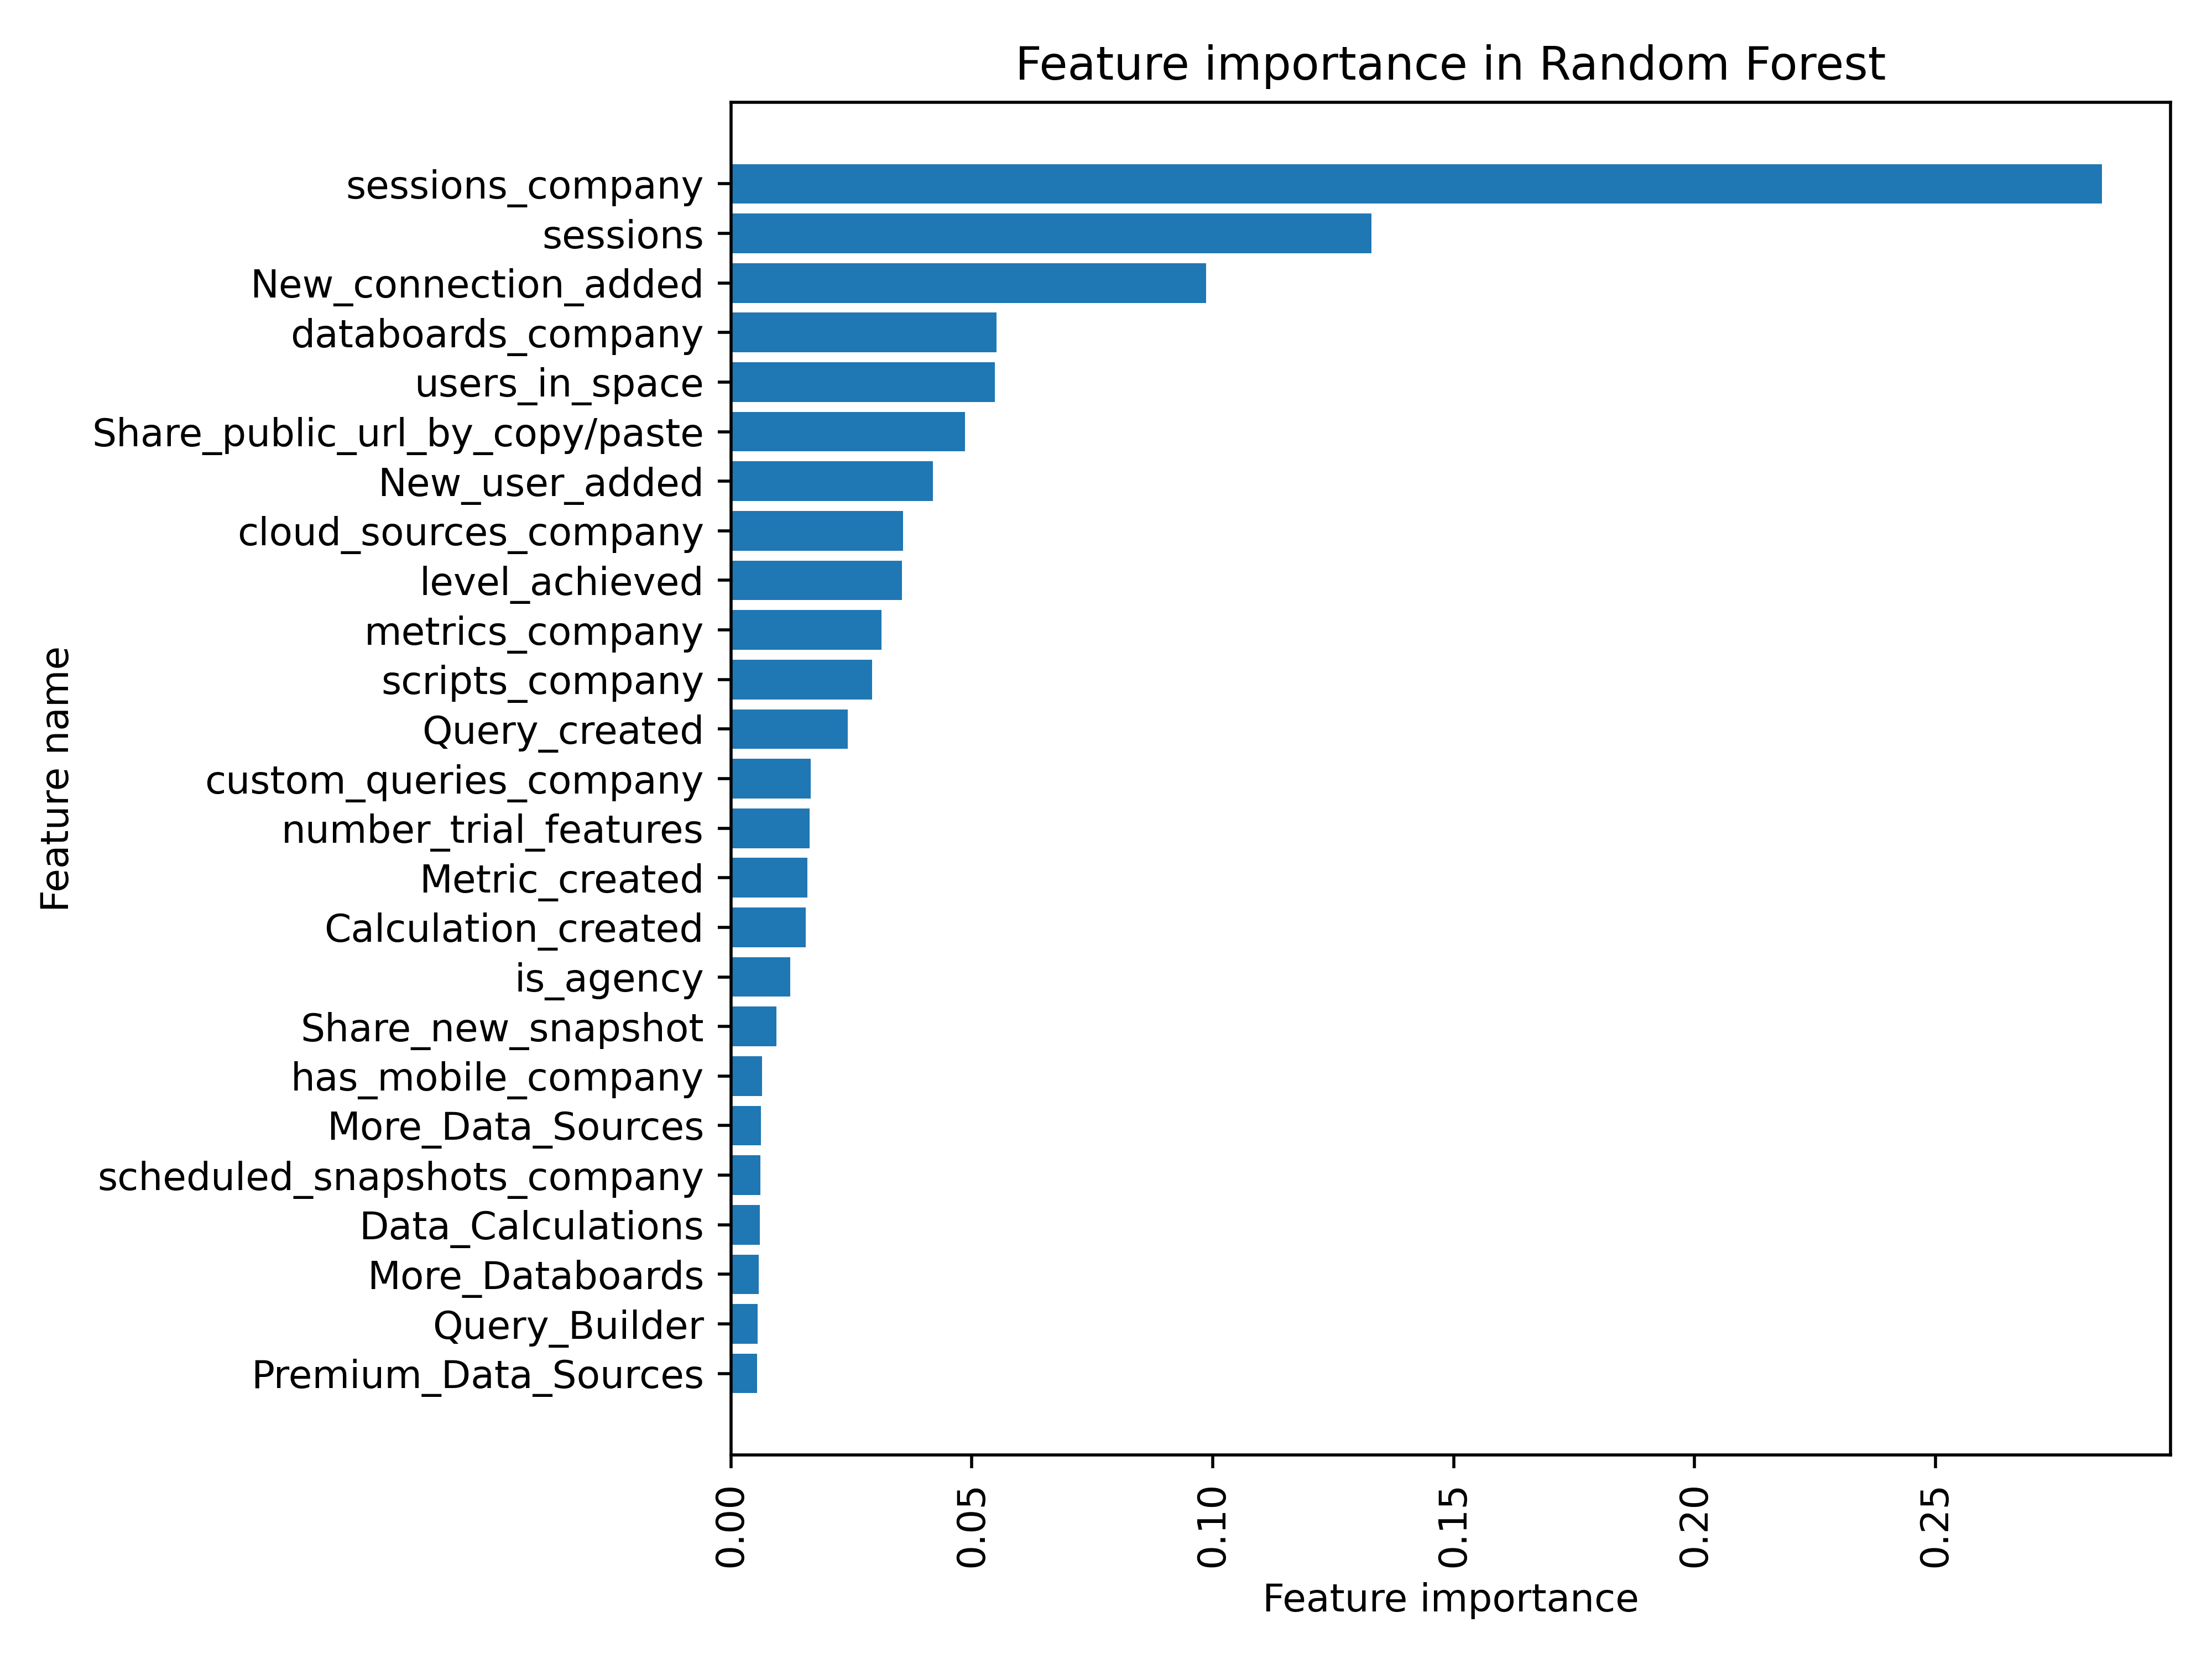 Feature importance in Random Forest
sessions_company
sessions
New_connection_added
databoards_company
users_in_space
Share_public_url_by_copy/paste
New_user_added
cloud_sources_company
level_achieved
metrics_company
scripts_company
Query_created
custom_queries_company
number_trial_features
Metric_created
Calculation_created
is_agency
Share_new_snapshot
has_mobile_company
More_Data_Sources
scheduled_snapshots_company
Data_Calculations
More_Databoards
Query_Builder
Premium_Data_Sources
Feature name
0.00
0.05
0.10
0.15
0.20
0.25
Feature importance